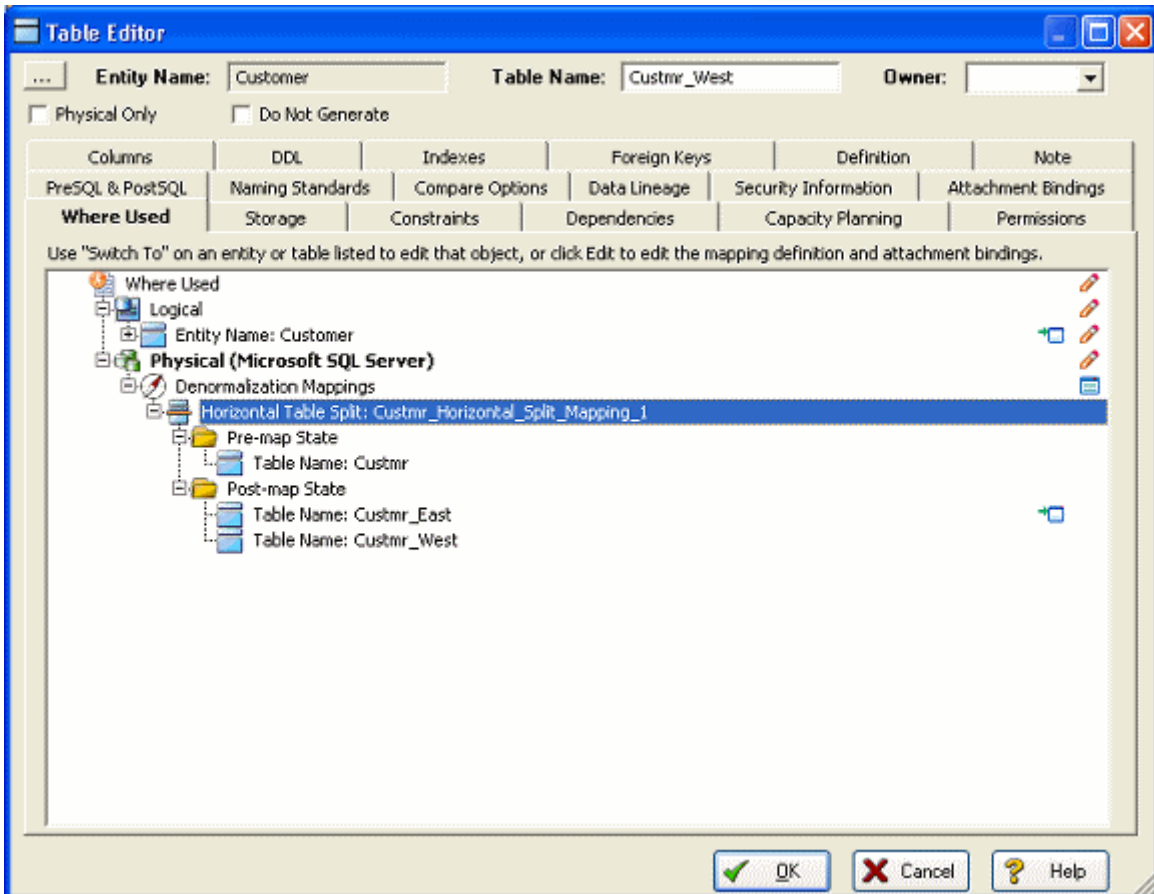 Table Editor
... Entity Name: Customer Table Name: Custmr_West Owner:
Physical Only Do Not Generate
Columns DDL Indexes Foreign Keys Definition Note
PreSQL & PostSQL Naming Standards Compare Options Data Lineage Security Information Attachment Bindings
Where Used Storage Constraints Dependencies Capacity Planning Permissions
Use "Switch To" on an entity or table listed to edit that object, or click Edit to edit the mapping definition and attachment bindings.
Where Used
Logical
Entity Name: Customer
Physical (Microsoft SQL Server)
Denormalization Mappings
Horizontal Table Split: Custmr_Horizontal_Split_Mapping_1
Pre-map State
Table Name: Custmr
Post-map State
Table Name: Custmr_East
Table Name: Custmr_West
OK Cancel Help